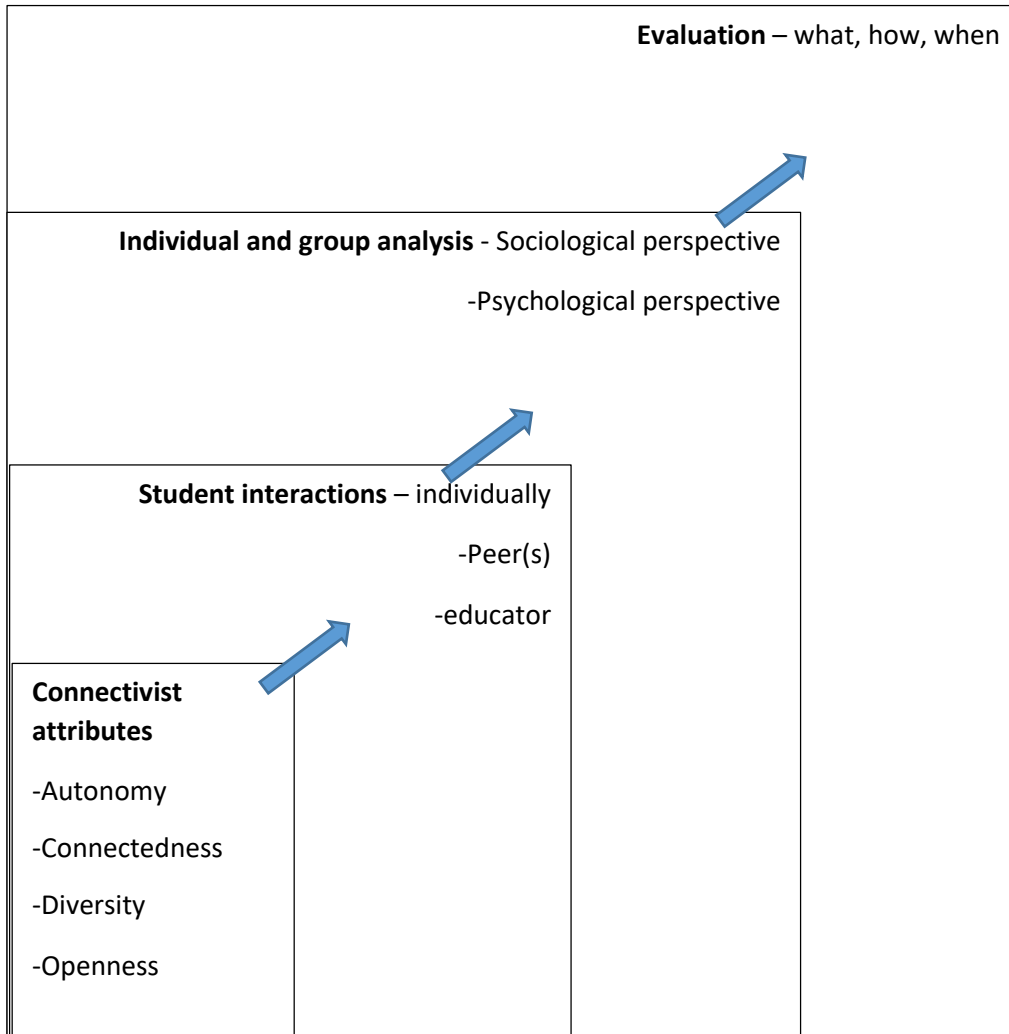 Evaluation – what, how, when
Individual and group analysis - Sociological perspective
-Psychological perspective
Student interactions – individually
-Peer(s)
-educator
Connectivist
attributes
-Autonomy
-Connectedness
-Diversity
-Openness